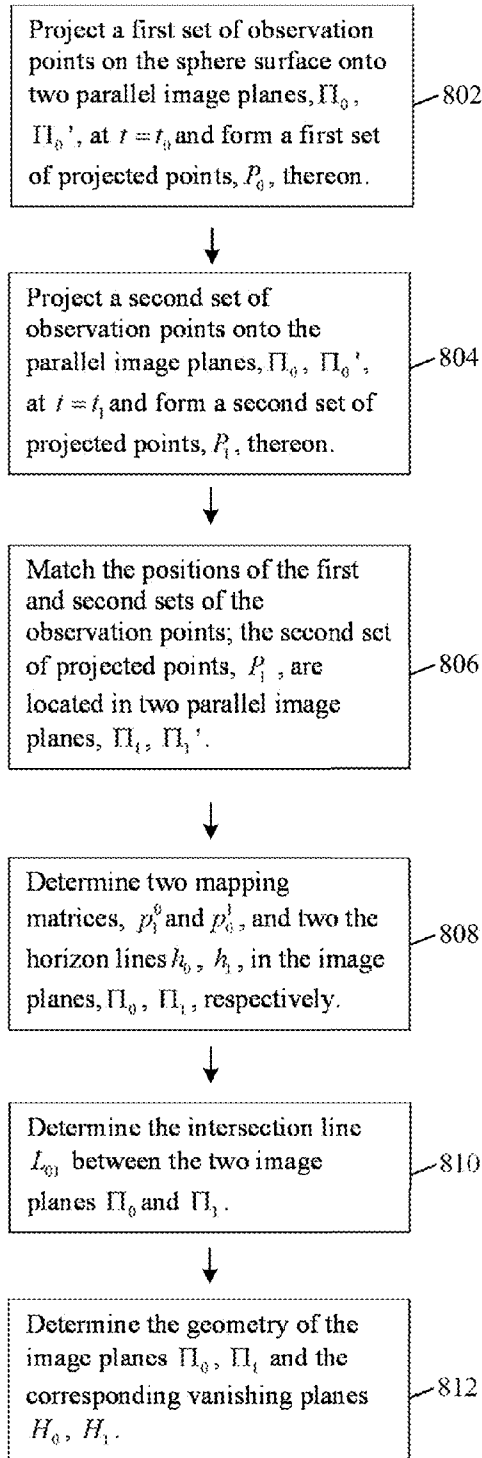 Project a first set of observation
points on the sphere surface onto
two parallel image planes, Π₀,
Π₀', at t = t₀ and form a first set
of projected points, P₀, thereon.
802
Project a second set of
observation points onto the
parallel image planes, Π₀, Π₀',
at t = t₁ and form a second set of
projected points, P₁, thereon.
804
Match the positions of the first
and second sets of the
observation points; the second set
of projected points, P₁, are
located in two parallel image
planes, Π₁, Π₁'.
806
Determine two mapping
matrices, p₁⁰ and p₀¹, and two the
horizon lines h₀, h₁, in the image
planes, Π₀, Π₁, respectively.
808
Determine the intersection line
L₀₁ between the two image
planes Π₀ and Π₁.
810
Determine the geometry of the
image planes Π₀, Π₁ and the
corresponding vanishing planes
H₀, H₁.
812